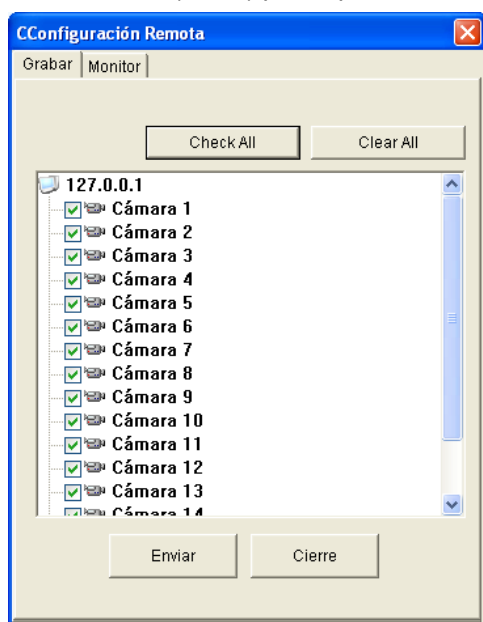 CConfiguración Remota
Grabar Monitor
Check All Clear All
127.0.0.1
Cámara 1
Cámara 2
Cámara 3
Cámara 4
Cámara 5
Cámara 6
Cámara 7
Cámara 8
Cámara 9
Cámara 10
Cámara 11
Cámara 12
Cámara 13
Cámara 14
Enviar Cierre